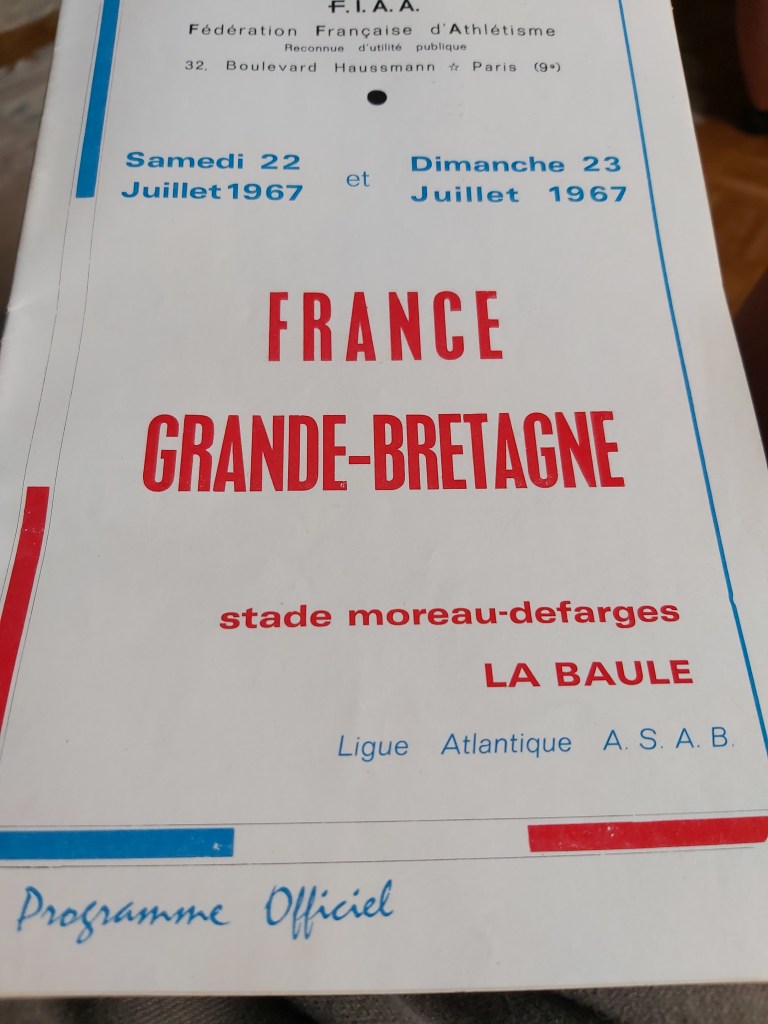 F.I.A.A.
Fédération Française d'Athlétisme
Reconnue d'utilité publique
32, Boulevard Haussmann ☆ Paris (9e)
Samedi 22 Juillet 1967 et Dimanche 23 Juillet 1967
FRANCE
GRANDE-BRETAGNE
stade moreau-defarges
LA BAULE
Ligue Atlantique A. S. A. B.
Programme Officiel